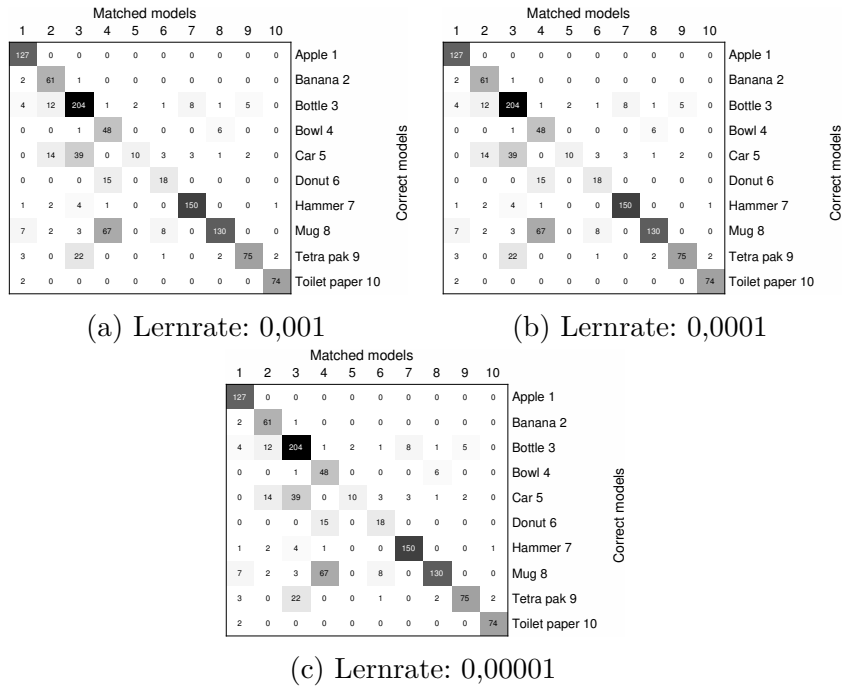 Matched models
1 2 3 4 5 6 7 8 9 10
127 0 0 0 0 0 0 0 0 0 Apple 1
2 61 1 0 0 0 0 0 0 0 Banana 2
4 12 204 1 2 1 8 1 5 0 Bottle 3
0 0 1 48 0 0 0 6 0 0 Bowl 4
0 14 39 0 10 3 3 1 2 0 Car 5
0 0 0 15 0 18 0 0 0 0 Donut 6
1 2 4 1 0 0 150 0 0 1 Hammer 7
7 2 3 67 0 8 0 130 0 0 Mug 8
3 0 22 0 0 1 0 2 75 2 Tetra pak 9
2 0 0 0 0 0 0 0 0 74 Toilet paper 10
Correct models
(a) Lernrate: 0,001
Matched models
1 2 3 4 5 6 7 8 9 10
127 0 0 0 0 0 0 0 0 0 Apple 1
2 61 1 0 0 0 0 0 0 0 Banana 2
4 12 204 1 2 1 8 1 5 0 Bottle 3
0 0 1 48 0 0 0 6 0 0 Bowl 4
0 14 39 0 10 3 3 1 2 0 Car 5
0 0 0 15 0 18 0 0 0 0 Donut 6
1 2 4 1 0 0 150 0 0 1 Hammer 7
7 2 3 67 0 8 0 130 0 0 Mug 8
3 0 22 0 0 1 0 2 75 2 Tetra pak 9
2 0 0 0 0 0 0 0 0 74 Toilet paper 10
Correct models
(b) Lernrate: 0,0001
Matched models
1 2 3 4 5 6 7 8 9 10
127 0 0 0 0 0 0 0 0 0 Apple 1
2 61 1 0 0 0 0 0 0 0 Banana 2
4 12 204 1 2 1 8 1 5 0 Bottle 3
0 0 1 48 0 0 0 6 0 0 Bowl 4
0 14 39 0 10 3 3 1 2 0 Car 5
0 0 0 15 0 18 0 0 0 0 Donut 6
1 2 4 1 0 0 150 0 0 1 Hammer 7
7 2 3 67 0 8 0 130 0 0 Mug 8
3 0 22 0 0 1 0 2 75 2 Tetra pak 9
2 0 0 0 0 0 0 0 0 74 Toilet paper 10
Correct models
(c) Lernrate: 0,00001